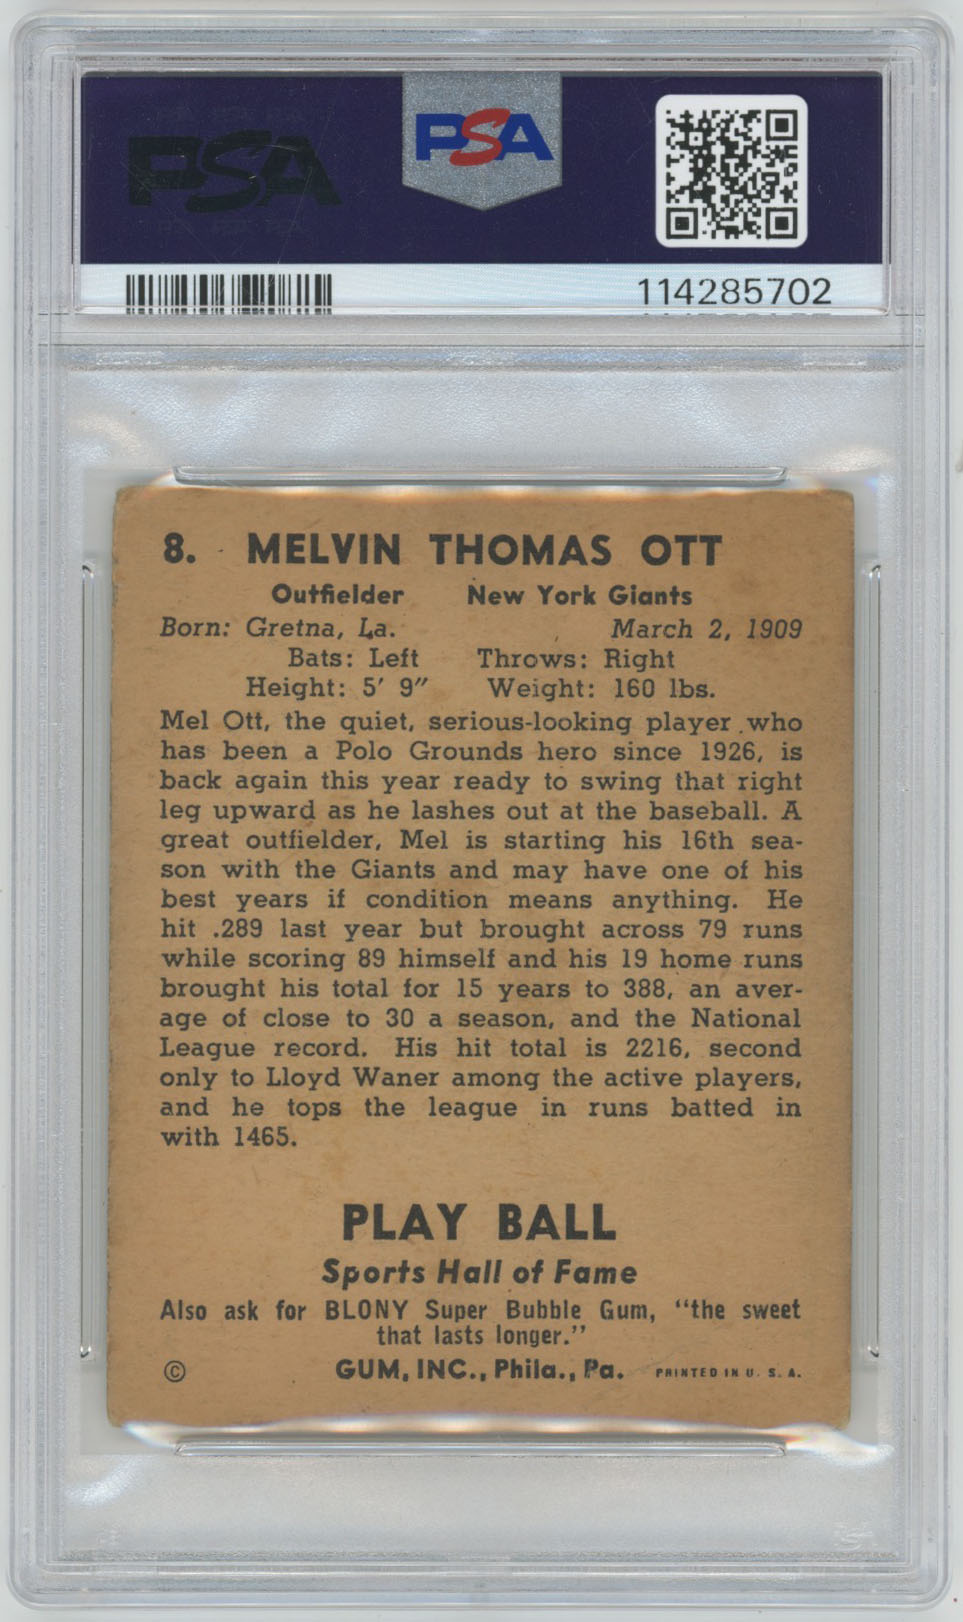 PSA
PSA
114285702
8. MELVIN THOMAS OTT
Outfielder New York Giants
Born: Gretna, La. March 2, 1909
Bats: Left Throws: Right
Height: 5′ 9″ Weight: 160 lbs.
Mel Ott, the quiet, serious-looking player who
has been a Polo Grounds hero since 1926, is
back again this year ready to swing that right
leg upward as he lashes out at the baseball. A
great outfielder, Mel is starting his 16th sea-
son with the Giants and may have one of his
best years if condition means anything. He
hit .289 last year but brought across 79 runs
while scoring 89 himself and his 19 home runs
brought his total for 15 years to 388, an aver-
age of close to 30 a season, and the National
League record. His hit total is 2216, second
only to Lloyd Waner among the active players,
and he tops the league in runs batted in
with 1465.
PLAY BALL
Sports Hall of Fame
Also ask for BLONY Super Bubble Gum, “the sweet
that lasts longer.”
© GUM, INC., Phila., Pa. PRINTED IN U. S. A.